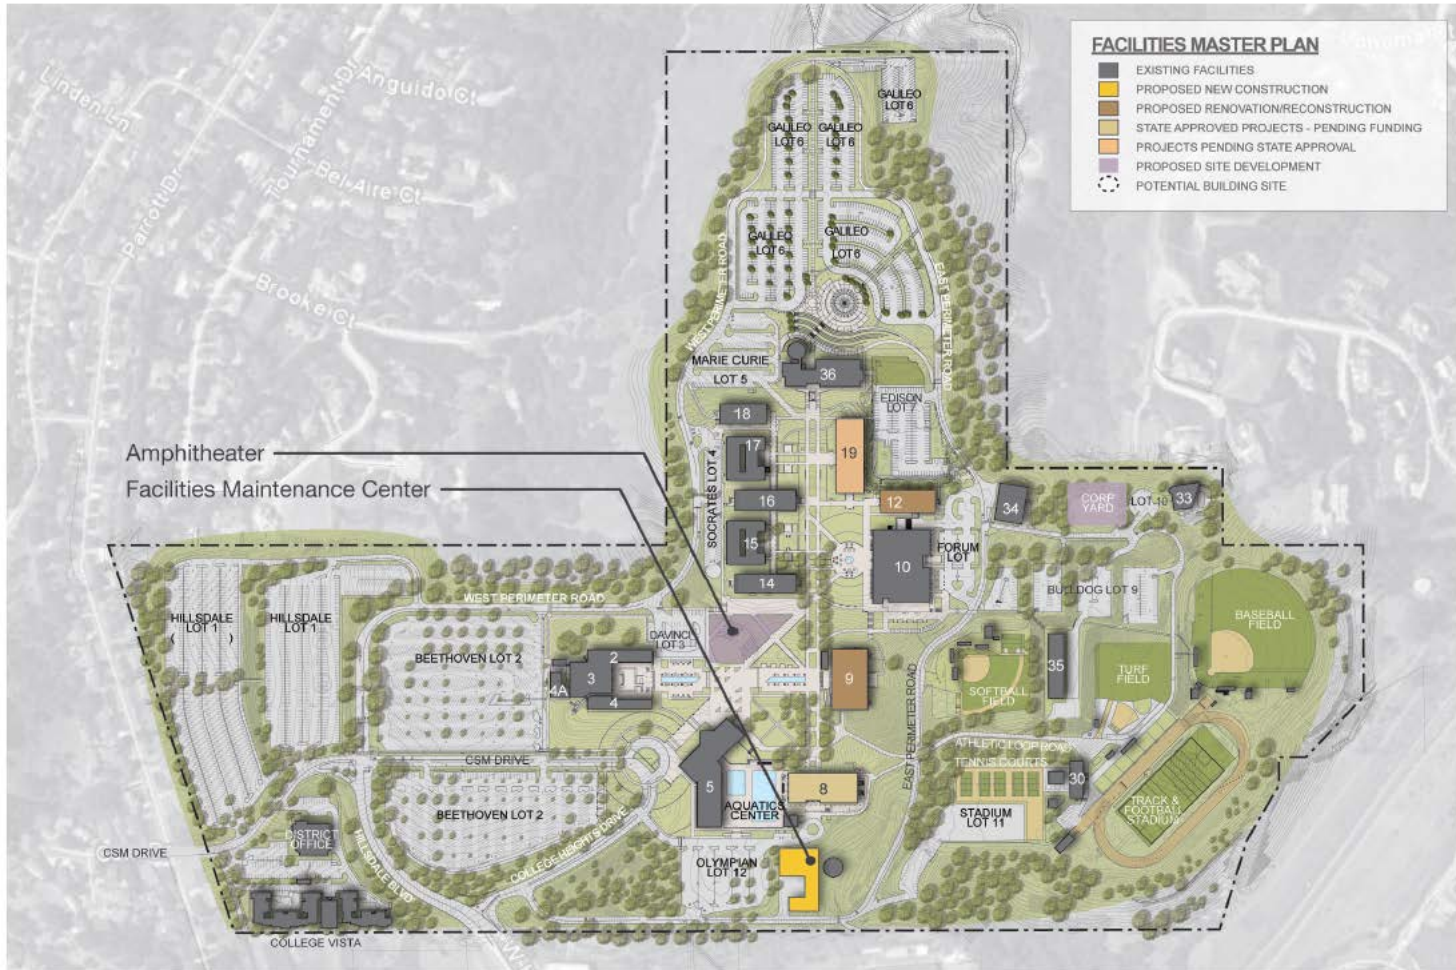 FACILITIES MASTER PLAN
EXISTING FACILITIES
PROPOSED NEW CONSTRUCTION
PROPOSED RENOVATION/RECONSTRUCTION
STATE APPROVED PROJECTS - PENDING FUNDING
PROJECTS PENDING STATE APPROVAL
PROPOSED SITE DEVELOPMENT
POTENTIAL BUILDING SITE
Linden Ln
Parrott Dr
Tournament Dr
Anguido Ct
Bel Aire Ct
Brooke Ct
GALILEO
LOT 6
GALILEO
LOT 6
GALILEO
LOT 6
GALILEO
LOT 6
GALILEO
LOT 6
WEST PERIMETER ROAD
EAST PERIMETER ROAD
MARIE CURIE
LOT 5
36
EDISON
LOT 7
18
17
19
Amphitheater
Facilities Maintenance Center
SOCRATES LOT 4
16
12
34
CORP
YARD
LOT 10
33
15
10
FORUM
LOT
14
BULLDOG LOT 9
WEST PERIMETER ROAD
HILLSDALE
LOT 1
( )
HILLSDALE
LOT 1
BEETHOVEN LOT 2
DAVINCI
LOT 3
2
3
4A
4
9
EAST PERIMETER ROAD
SOFTBALL
FIELD
35
TURF
FIELD
BASEBALL
FIELD
CSM DRIVE
ATHLETIC LOOP ROAD
TENNIS COURTS
30
5
8
AQUATICS
CENTER
STADIUM
LOT 11
TRACK &
FOOTBALL
STADIUM
BEETHOVEN LOT 2
DISTRICT
OFFICE
CSM DRIVE
HILLSDALE BLVD
COLLEGE HEIGHTS DRIVE
OLYMPIAN
LOT 12
COLLEGE VISTA